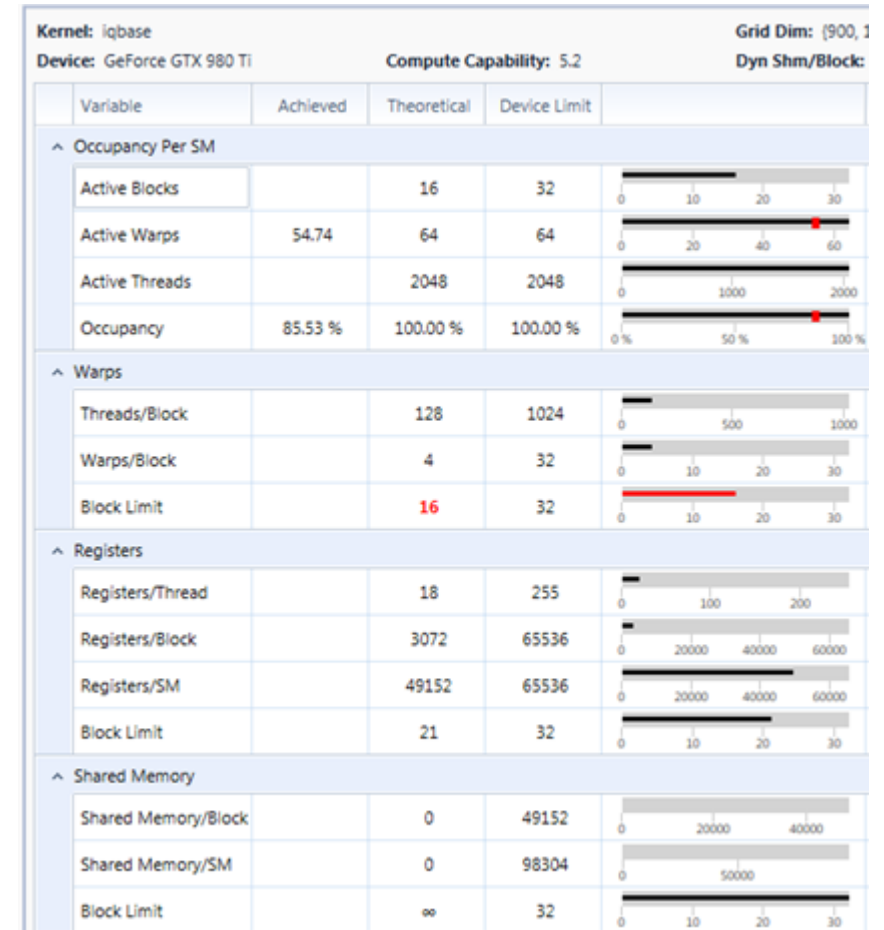 Kernel: iqbase Grid Dim: {900, 1
Device: GeForce GTX 980 Ti Compute Capability: 5.2 Dyn Shm/Block:
Variable Achieved Theoretical Device Limit
Occupancy Per SM
Active Blocks 16 32 0 10 20 30
Active Warps 54.74 64 64 0 20 40 60
Active Threads 2048 2048 0 1000 2000
Occupancy 85.53 % 100.00 % 100.00 % 0 % 50 % 100 %
Warps
Threads/Block 128 1024 0 500 1000
Warps/Block 4 32 0 10 20 30
Block Limit 16 32 0 10 20 30
Registers
Registers/Thread 18 255 0 100 200
Registers/Block 3072 65536 0 20000 40000 60000
Registers/SM 49152 65536 0 20000 40000 60000
Block Limit 21 32 0 10 20 30
Shared Memory
Shared Memory/Block 0 49152 0 20000 40000
Shared Memory/SM 0 98304 0 50000
Block Limit ∞ 32 0 10 20 30